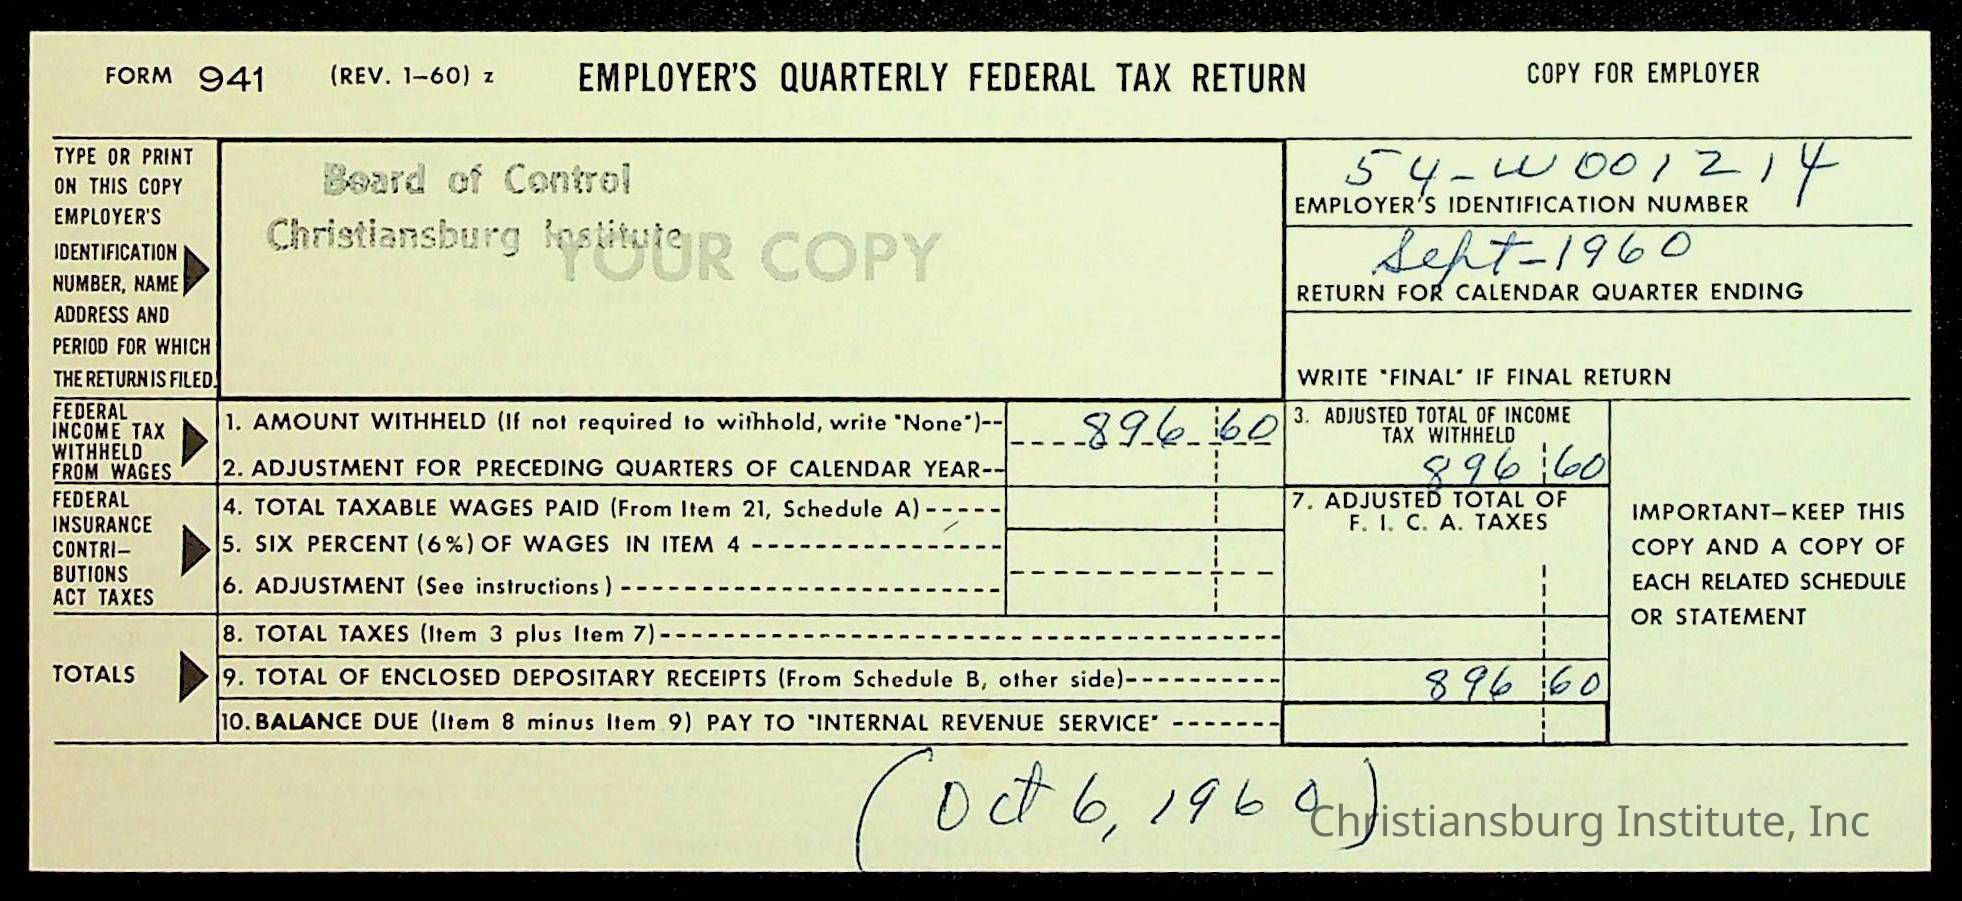 FORM 941 (REV. 1-60) z EMPLOYER'S QUARTERLY FEDERAL TAX RETURN COPY FOR EMPLOYER
TYPE OR PRINT
ON THIS COPY
EMPLOYER'S
IDENTIFICATION
NUMBER, NAME
ADDRESS AND
PERIOD FOR WHICH
THE RETURN IS FILED.
Board of Control
Christiansburg Institute
YOUR COPY
54-W001214
EMPLOYER'S IDENTIFICATION NUMBER
Sept-1960
RETURN FOR CALENDAR QUARTER ENDING
WRITE "FINAL" IF FINAL RETURN
FEDERAL
INCOME TAX
WITHHELD
FROM WAGES
1. AMOUNT WITHHELD (If not required to withhold, write "None")-- 896 60
2. ADJUSTMENT FOR PRECEDING QUARTERS OF CALENDAR YEAR--
3. ADJUSTED TOTAL OF INCOME
TAX WITHHELD
896 60
FEDERAL
INSURANCE
CONTRI-
BUTIONS
ACT TAXES
4. TOTAL TAXABLE WAGES PAID (From Item 21, Schedule A)-----
5. SIX PERCENT (6%) OF WAGES IN ITEM 4 ----------------
6. ADJUSTMENT (See instructions) ------------------------
7. ADJUSTED TOTAL OF
F. I. C. A. TAXES
IMPORTANT-KEEP THIS
COPY AND A COPY OF
EACH RELATED SCHEDULE
OR STATEMENT
TOTALS
8. TOTAL TAXES (Item 3 plus Item 7)----------------------------------------
9. TOTAL OF ENCLOSED DEPOSITARY RECEIPTS (From Schedule B, other side)---------- 896 60
10. BALANCE DUE (Item 8 minus Item 9) PAY TO "INTERNAL REVENUE SERVICE" -------
(Oct 6, 1960)
Christiansburg Institute, Inc